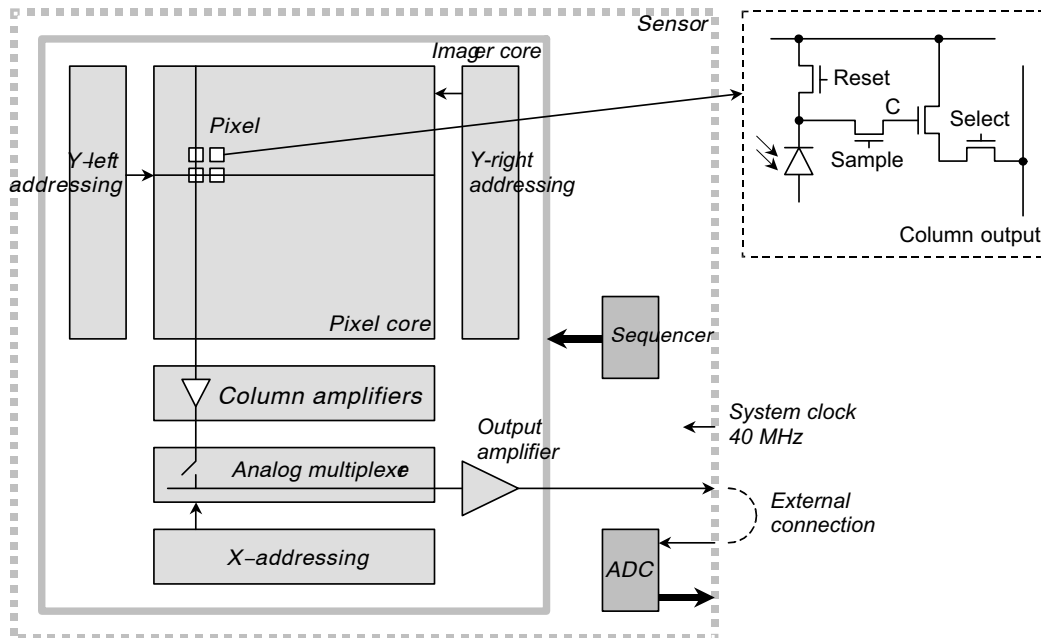 Sensor
Imager core
Pixel
Y-left
addressing
Y-right
addressing
Pixel core
Sequencer
Column amplifiers
Output
amplifier
Analog multiplexer
X-addressing
System clock
40 MHz
External
connection
ADC
Reset
C
Select
Sample
Column output